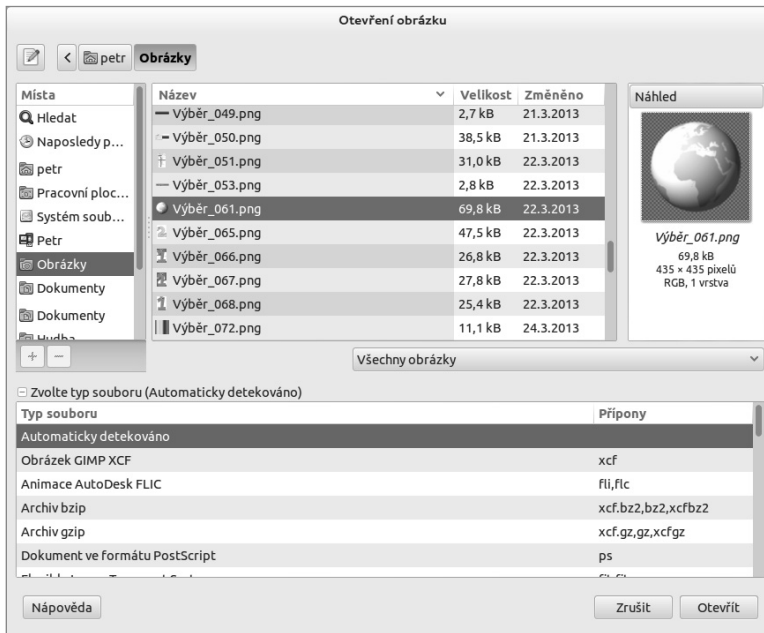 Otevření obrázku
petr Obrázky
Místa
Hledat
Naposledy p...
petr
Pracovní ploc...
Systém soub...
Petr
Obrázky
Dokumenty
Dokumenty
Hudba
Název Velikost Změněno
Výběr_049.png 2,7 kB 21.3.2013
Výběr_050.png 38,5 kB 21.3.2013
Výběr_051.png 31,0 kB 22.3.2013
Výběr_053.png 2,8 kB 22.3.2013
Výběr_061.png 69,8 kB 22.3.2013
Výběr_065.png 47,5 kB 22.3.2013
Výběr_066.png 26,8 kB 22.3.2013
Výběr_067.png 27,8 kB 22.3.2013
Výběr_068.png 25,4 kB 22.3.2013
Výběr_072.png 11,1 kB 24.3.2013
Náhled
Výběr_061.png
69,8 kB
435 × 435 pixelů
RGB, 1 vrstva
Všechny obrázky
Zvolte typ souboru (Automaticky detekováno)
Typ souboru Přípony
Automaticky detekováno
Obrázek GIMP XCF xcf
Animace AutoDesk FLIC fli,flc
Archiv bzip xcf.bz2,bz2,xcfbz2
Archiv gzip xcf.gz,gz,xcfgz
Dokument ve formátu PostScript ps
Nápověda Zrušit Otevřít